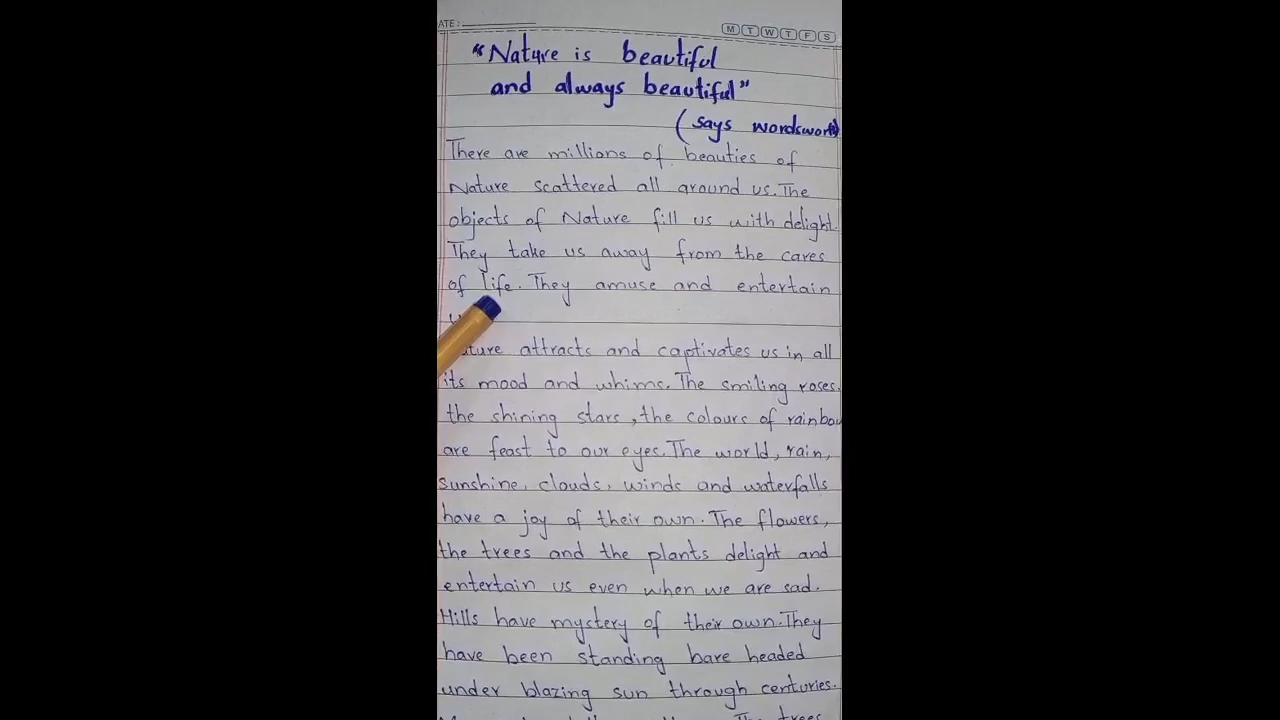 ATE:
M T W T F S
"Nature is beautiful
and always beautiful"
(says wordsworth)
There are millions of beauties of
Nature scattered all around us. The
objects of Nature fill us with delight.
They take us away from the cares
of life. They amuse and entertain
attracts and captivates us in all
its mood and whims. The smiling roses,
the shining stars, the colours of rainbow
are feast to our eyes. The world, rain,
sunshine, clouds, winds and waterfalls
have a joy of their own. The flowers,
the trees and the plants delight and
entertain us even when we are sad.
Hills have mystery of their own. They
have been standing bare headed
under blazing sun through centuries.
The trees